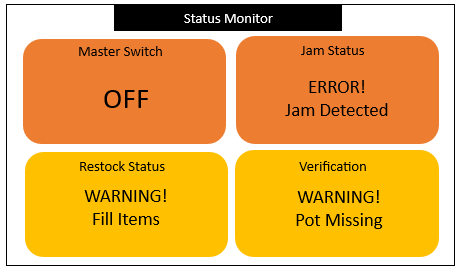 Status Monitor
Master Switch
OFF
Jam Status
ERROR!
Jam Detected
Restock Status
WARNING!
Fill Items
Verification
WARNING!
Pot Missing